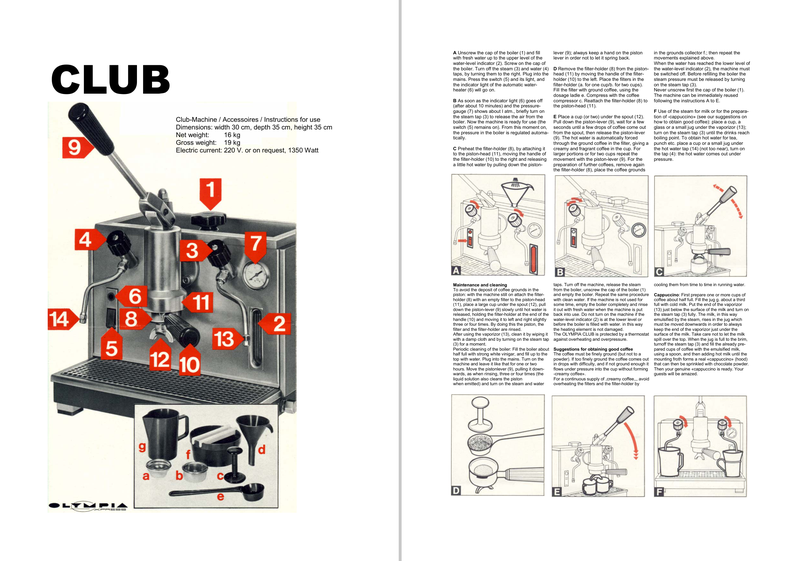 CLUB
Club-Machine / Accessoires / Instructions for use
Dimensions: width 30 cm, depth 35 cm, height 35 cm
Net weight: 16 kg
Gross weight: 19 kg
Electric current: 220 V. or on request, 1350 Watt
9
1
4
3
7
6
11
14
8
2
13
5
12
10
g
f
d
a
b
c
e
OLYMPIA
A Unscrew the cap of the boiler (1) and fill
with fresh water up to the upper level of the
water-level indicator (2). Screw on the cap of
the boiler. Turn off the steam (3) and water (4)
taps, by turning them to the right. Plug into the
mains. Press the switch (5) and its light, and
the indicator light of the automatic water-
heater (6) will go on.
B As soon as the indicator light (6) goes off
(after about 10 minutes) and the pressure-
gauge (7) shows about l atm., briefly turn on
the steam tap (3) to release the air from the
boiler. Now the machine is ready for use (the
switch (5) remains on). From this moment on,
the pressure in the boiler is regulated automa-
tically.
C Preheat the filter-holder (8), by attaching it
to the piston-head (11), moving the handle of
the filter-holder (10) to the right and releasing
a little hot water by pulling down the piston-
lever (9); always keep a hand on the piston
lever in order not to let it spring back.
D Remove the filter-holder (8) from the piston-
head (11) by moving the handle of the filter-
holder (10) to the left. Place the filters in the
filter-holder (a. for one cup/b. for two cups).
Fill the filter with ground coffee, using the
dosage ladle e. Compress with the coffee
compressor c. Reattach the filter-holder (8) to
the piston-head (11).
E Place a cup (or two) under the spout (12).
Pull down the piston-lever (9), wait for a few
seconds until a few drops of coffee come out
from the spout, then release the piston-lever
(9). The hot water is automatically forced
through the ground coffee in the filter, giving a
creamy and fragrant coffee in the cup. For
larger portions or for two cups repeat the
movement with the piston-lever (9). For the
preparation of further coffees, remove again
the filter-holder (8), place the coffee grounds
in the grounds collector f.; then repeat the
movements explained above.
When the water has reached the lower level of
the water-level indicator (2), the machine must
be switched off. Before refilling the boiler the
steam pressure must be released by turning
on the steam tap (3).
Never unscrew first the cap of the boiler (1).
The machine can be immediately reused
following the instructions A to E.
F Use of the steam or milk for the prepara-
tion of «cappuccino» (see our suggestions on
how to obtain good coffee): place a cup, a
glass or a small jug under the vaporizor (13);
turn on the steam tap (3) until the drinks reach
boiling point. To obtain hot water for tea,
punch etc. place a cup or a small jug under
the hot water tap (14) (not too near), turn on
the tap (4): the hot water comes out under
pressure.
A
B
C
Maintenance and cleaning
To avoid the deposit of coffee grounds in the
piston: with the machine still on attach the filter-
holder (8) with an empty filter to the piston-head
(11), place a large cup under the spout (12), pull
down the piston-lever (9) slowly until hot water is
released, holding the filter-holder at the end of the
handle (10) and moving it to left and right slightly
three or four times. By doing this the piston, the
filter and the filter-holder are rinsed.
After using the vaporizor (13), clean it by wiping it
with a damp cloth and by turning on the steam tap
(3) for a moment.
Periodic cleaning of the boiler: Fill the boiler about
half full with strong white vinegar, and fill up to the
top with water. Plug into the mains. Turn on the
machine and leave it like that for one or two
hours. Move the pistonlever (9), pulling it down-
wards, as when rinsing, three or four times (the
liquid solution also cleans the piston
when emitted) and turn on the steam and water
taps. Turn off the machine, release the steam
from the boiler, unscrew the cap of the boiler (1)
and empty the boiler. Repeat the same procedure
with clean water. If the machine is not used for
some time, empty the boiler completely and rinse
it out with fresh water when the machine is put
back into use. Do not turn on the machine if the
water-level indicator (2) is at the lower level or
before the boiler is filled with water: in this way
the heating element is not damaged.
The OLYMPIA CLUB is protected by a thermostat
against overheating and overpressure.
Suggestions for obtaining good coffee
The coffee must be finely ground (but not to a
powder). If too finely ground the coffee comes out
in drops with difficulty, and if not ground enough it
flows under pressure into the cup without forming
«creamy coffee».
For a continuous supply of „creamy coffee„, avoid
overheating the filters and the filter-holder by
cooling them from time to time in running water.
Cappuccino: First prepare one or more cups of
coffee about half full. Fill the jug g. about a third
full with cold milk. Put the end of the vaporizor
(13) just below the surface of the milk and turn on
the steam tap (3) fully. The milk, in this way
emulsified by the steam, rises in the jug which
must be moved downwards in order to always
keep the end of the vaporizor just under the
surface of the milk. Take care not to let the milk
spill over the top. When the jug is full to the brim,
turnoff the steam tap (3) and fill the already pre-
pared cups of coffee with the emulsified milk,
using a spoon, and then adding hot milk until the
mounting froth forms a real «cappuccino» (hood)
that can then be sprinkled with chocolate powder.
Then your genuine «cappuccino is ready. Your
guests will be amazed.
D
E
F